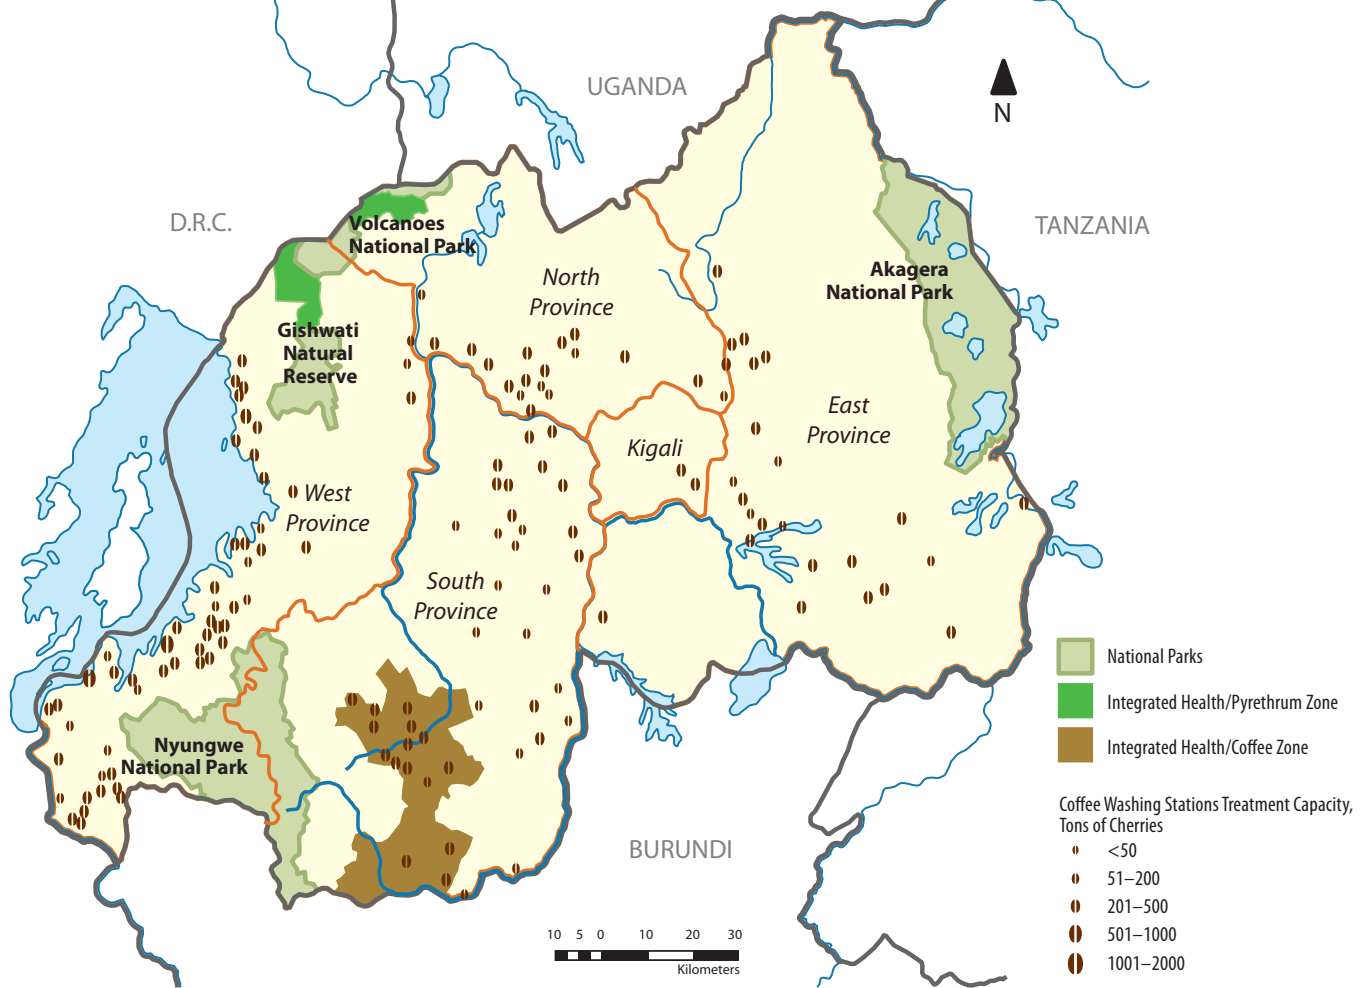 UGANDA
N
D.R.C.
TANZANIA
Volcanoes
National Park
Akagera
National Park
North
Province
Gishwati
Natural
Reserve
East
Province
Kigali
West
Province
South
Province
Nyungwe
National Park
BURUNDI
National Parks
Integrated Health/Pyrethrum Zone
Integrated Health/Coffee Zone
Coffee Washing Stations Treatment Capacity,
Tons of Cherries
<50
51–200
201–500
501–1000
1001–2000
10 5 0 10 20 30
Kilometers